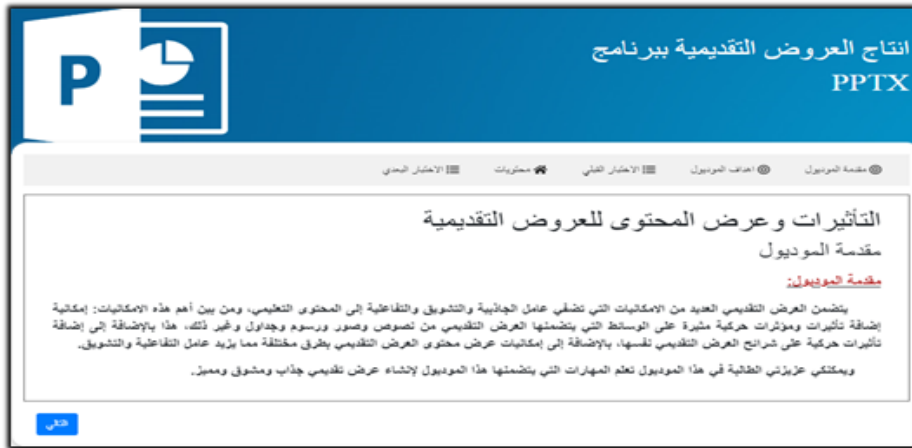 انتاج العروض التقديمية ببرنامج
PPTX
P
مقدمة الموديول
اهداف الموديول
الاختبار القبلي
محتويات
الاختبار البعدي
التأثيرات وعرض المحتوى للعروض التقديمية
مقدمة الموديول
مقدمة الموديول:
يتضمن العرض التقديمي العديد من الامكانيات التي تضفي عامل الجاذبية والتشويق والتفاعلية إلى المحتوى التعليمي، ومن بين أهم هذه الامكانيات: إمكانية
إضافة تأثيرات ومؤثرات حركية مثيرة على الوسائط التي يتضمنها العرض التقديمي من نصوص وصور ورسوم وجداول وغير ذلك، هذا بالإضافة إلى إضافة
تأثيرات حركية على شرائح العرض التقديمي نفسها، بالإضافة إلى إمكانيات عرض محتوى العرض التقديمي بطرق مختلفة مما يزيد عامل التفاعلية والتشويق.
ويمكنكي عزيزتي الطالبة في هذا الموديول تعلم المهارات التي يتضمنها هذا الموديول لإنشاء عرض تقديمي جذاب ومشوق ومميز.
التالي